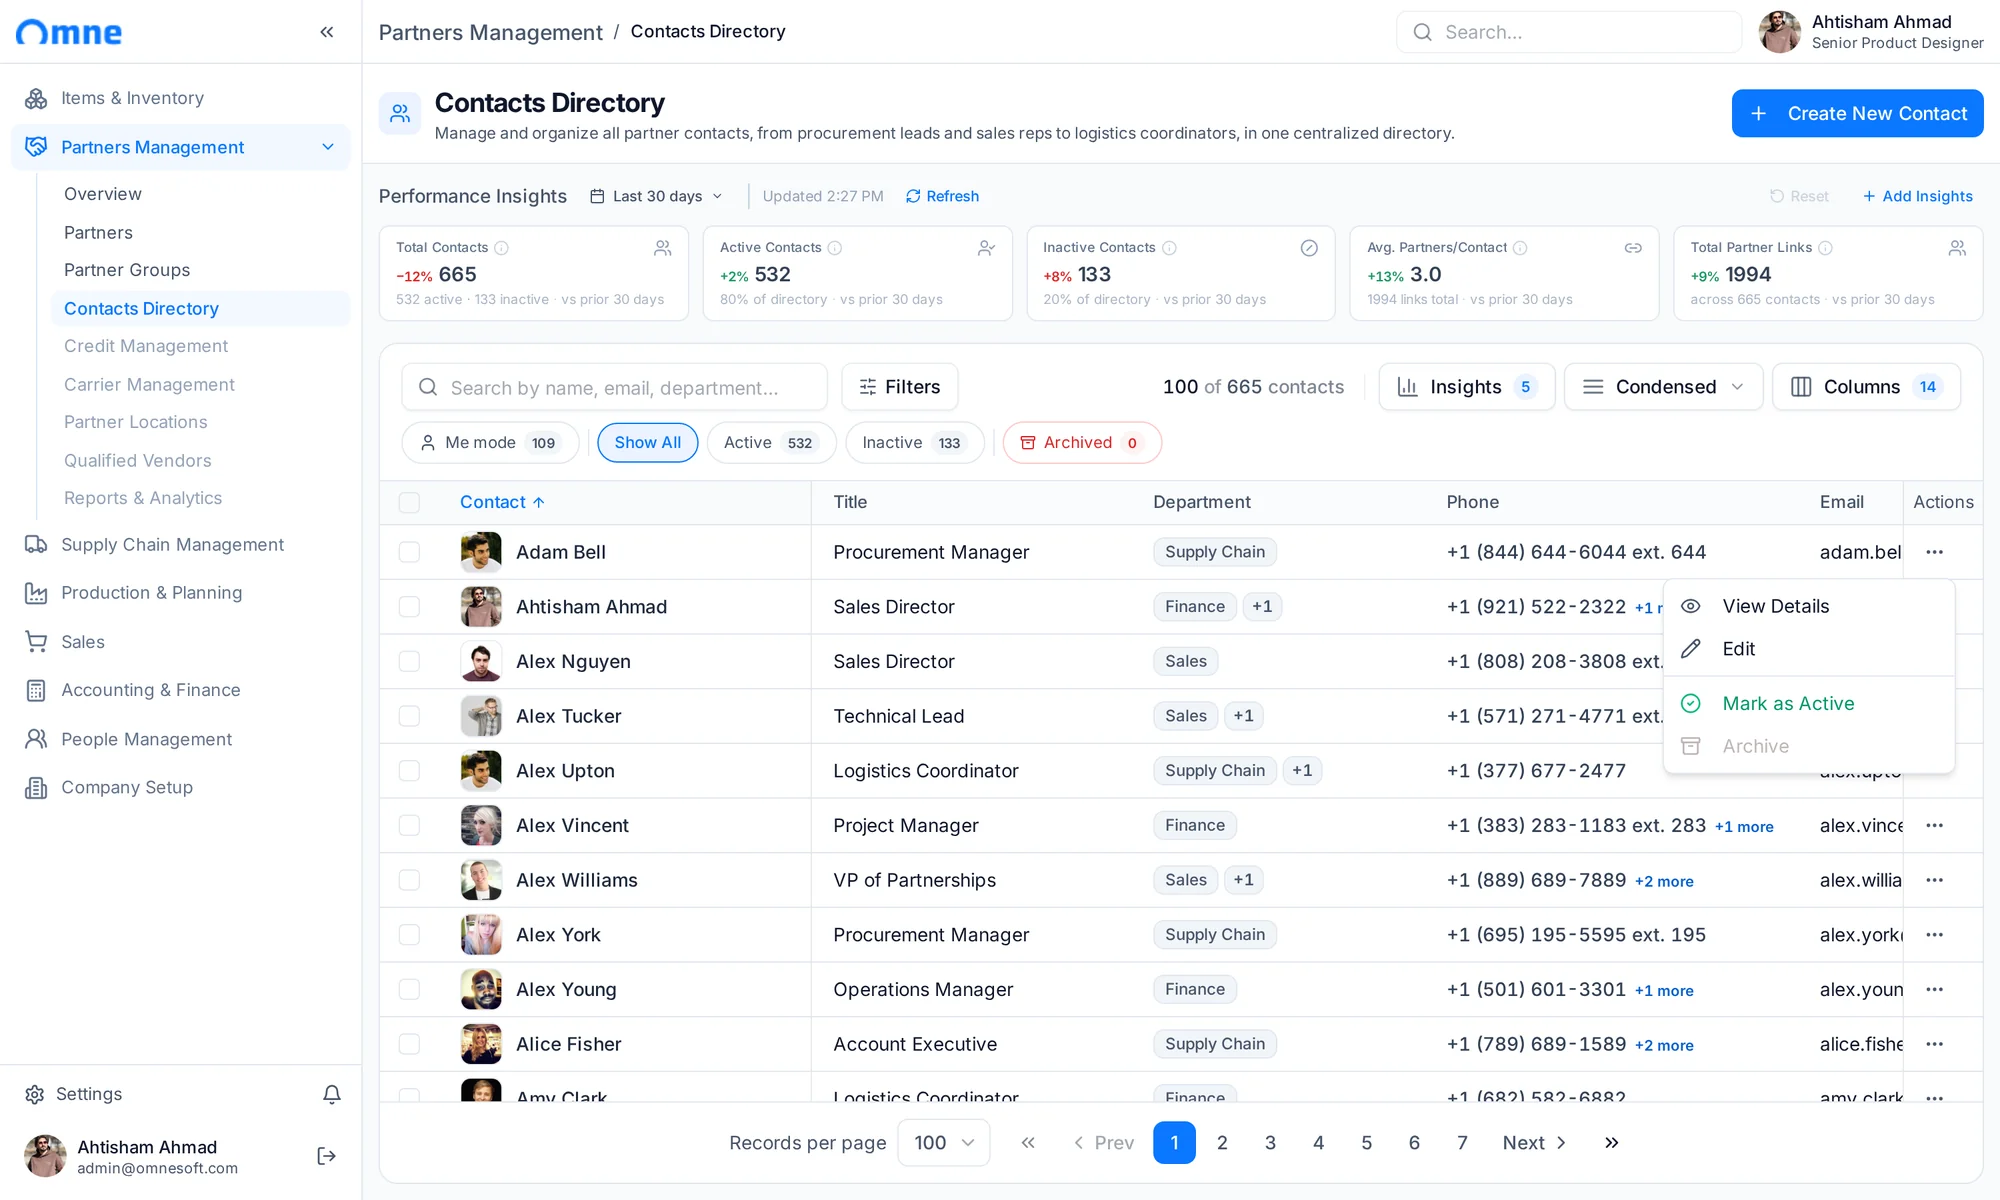 Omne
Items & Inventory
Partners Management
Overview
Partners
Partner Groups
Contacts Directory
Credit Management
Carrier Management
Partner Locations
Qualified Vendors
Reports & Analytics
Supply Chain Management
Production & Planning
Sales
Accounting & Finance
People Management
Company Setup
Settings
Ahtisham Ahmad
admin@omnesoft.com
Partners Management / Contacts Directory
Search...
Ahtisham Ahmad
Senior Product Designer
Contacts Directory
Manage and organize all partner contacts, from procurement leads and sales reps to logistics coordinators, in one centralized directory.
Create New Contact
Performance Insights Last 30 days Updated 2:27 PM Refresh Reset + Add Insights
Total Contacts
-12% 665
532 active · 133 inactive · vs prior 30 days
Active Contacts
+2% 532
80% of directory · vs prior 30 days
Inactive Contacts
+8% 133
20% of directory · vs prior 30 days
Avg. Partners/Contact
+13% 3.0
1994 links total · vs prior 30 days
Total Partner Links
+9% 1994
across 665 contacts · vs prior 30 days
Search by name, email, department... Filters 100 of 665 contacts Insights 5 Condensed Columns 14
Me mode 109 Show All Active 532 Inactive 133 Archived 0
Contact Title Department Phone Email Actions
Adam Bell Procurement Manager Supply Chain +1 (844) 644-6044 ext. 644 adam.bel
Ahtisham Ahmad Sales Director Finance +1 +1 (921) 522-2322 +1
Alex Nguyen Sales Director Sales +1 (808) 208-3808 ext.
Alex Tucker Technical Lead Sales +1 +1 (571) 271-4771 ext.
Alex Upton Logistics Coordinator Supply Chain +1 +1 (377) 677-2477
View Details
Edit
Mark as Active
Archive
Alex Vincent Project Manager Finance +1 (383) 283-1183 ext. 283 +1 more alex.vince
Alex Williams VP of Partnerships Sales +1 +1 (889) 689-7889 +2 more alex.willia
Alex York Procurement Manager Supply Chain +1 (695) 195-5595 ext. 195 alex.york
Alex Young Operations Manager Finance +1 (501) 601-3301 +1 more alex.youn
Alice Fisher Account Executive Supply Chain +1 (789) 689-1589 +2 more alice.fishe
Amy Clark Logistics Coordinator Finance +1 (682) 582-6882 amy.clark
Records per page 100 Prev 1 2 3 4 5 6 7 Next